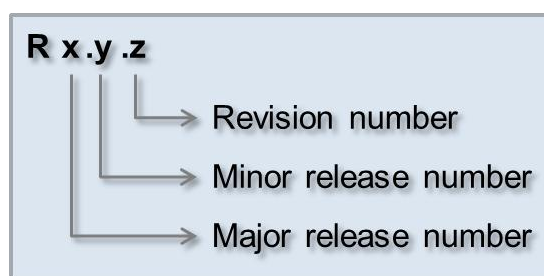 R x.y.z
Revision number
Minor release number
Major release number